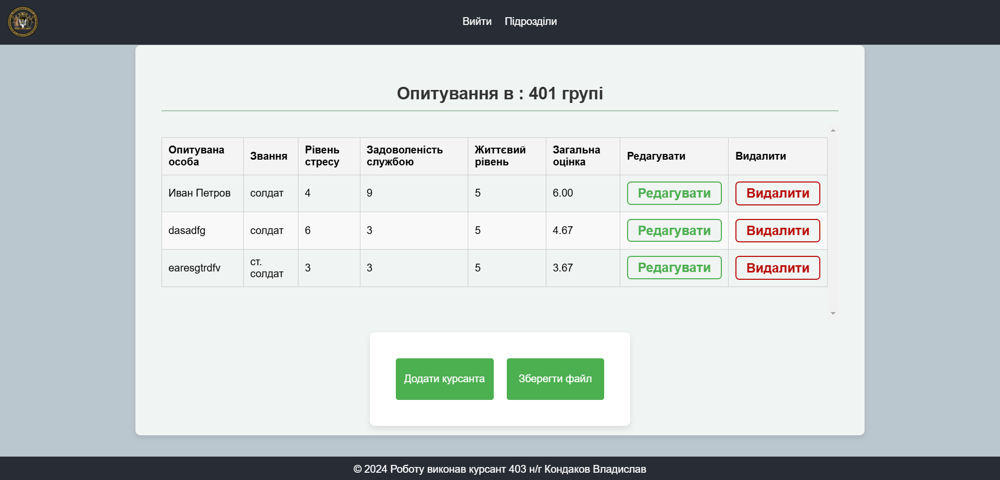 Вийти Підрозділи
Опитування в : 401 групі
Опитувана особа Звання Рівень стресу Задоволеність службою Життєвий рівень Загальна оцінка Редагувати Видалити
Иван Петров солдат 4 9 5 6.00 Редагувати Видалити
dasadfg солдат 6 3 5 4.67 Редагувати Видалити
earesgtrdfv ст. солдат 3 3 5 3.67 Редагувати Видалити
Додати курсанта Зберегти файл
© 2024 Роботу виконав курсант 403 н/г Кондаков Владислав